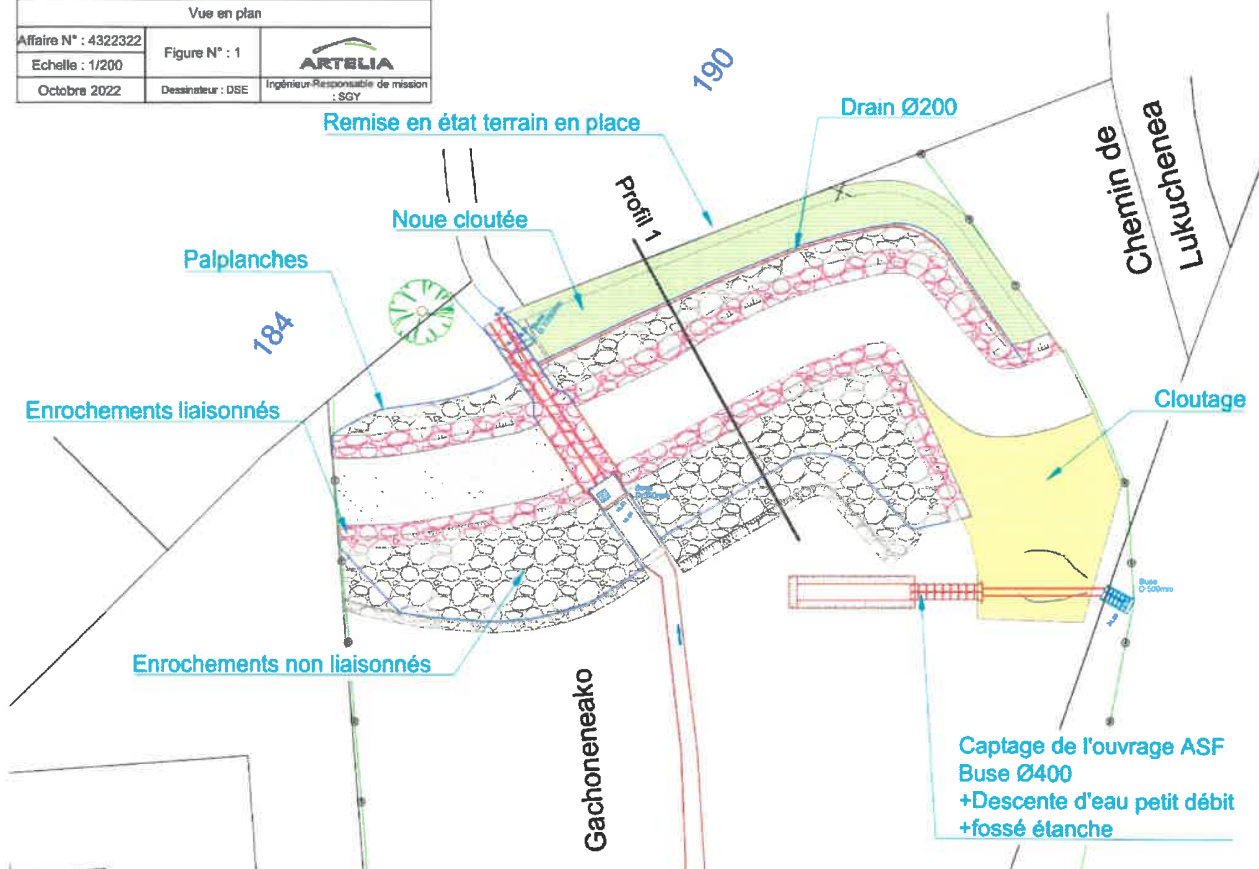 Vue en plan
Affaire N° : 4322322
Figure N° : 1
ARTELIA
Echelle : 1/200
Octobre 2022
Dessinateur : DSE
Ingénieur-Responsable de mission
: SGY
190
Remise en état terrain en place
Drain Ø200
Chemin de
Lukuchenea
Profil 1
Noue cloutée
Palplanches
184
Enrochements liaisonnés
Cloutage
Buse
Buse
O 500mm
Enrochements non liaisonnés
Gachoneneako
Captage de l'ouvrage ASF
Buse Ø400
+Descente d'eau petit débit
+fossé étanche